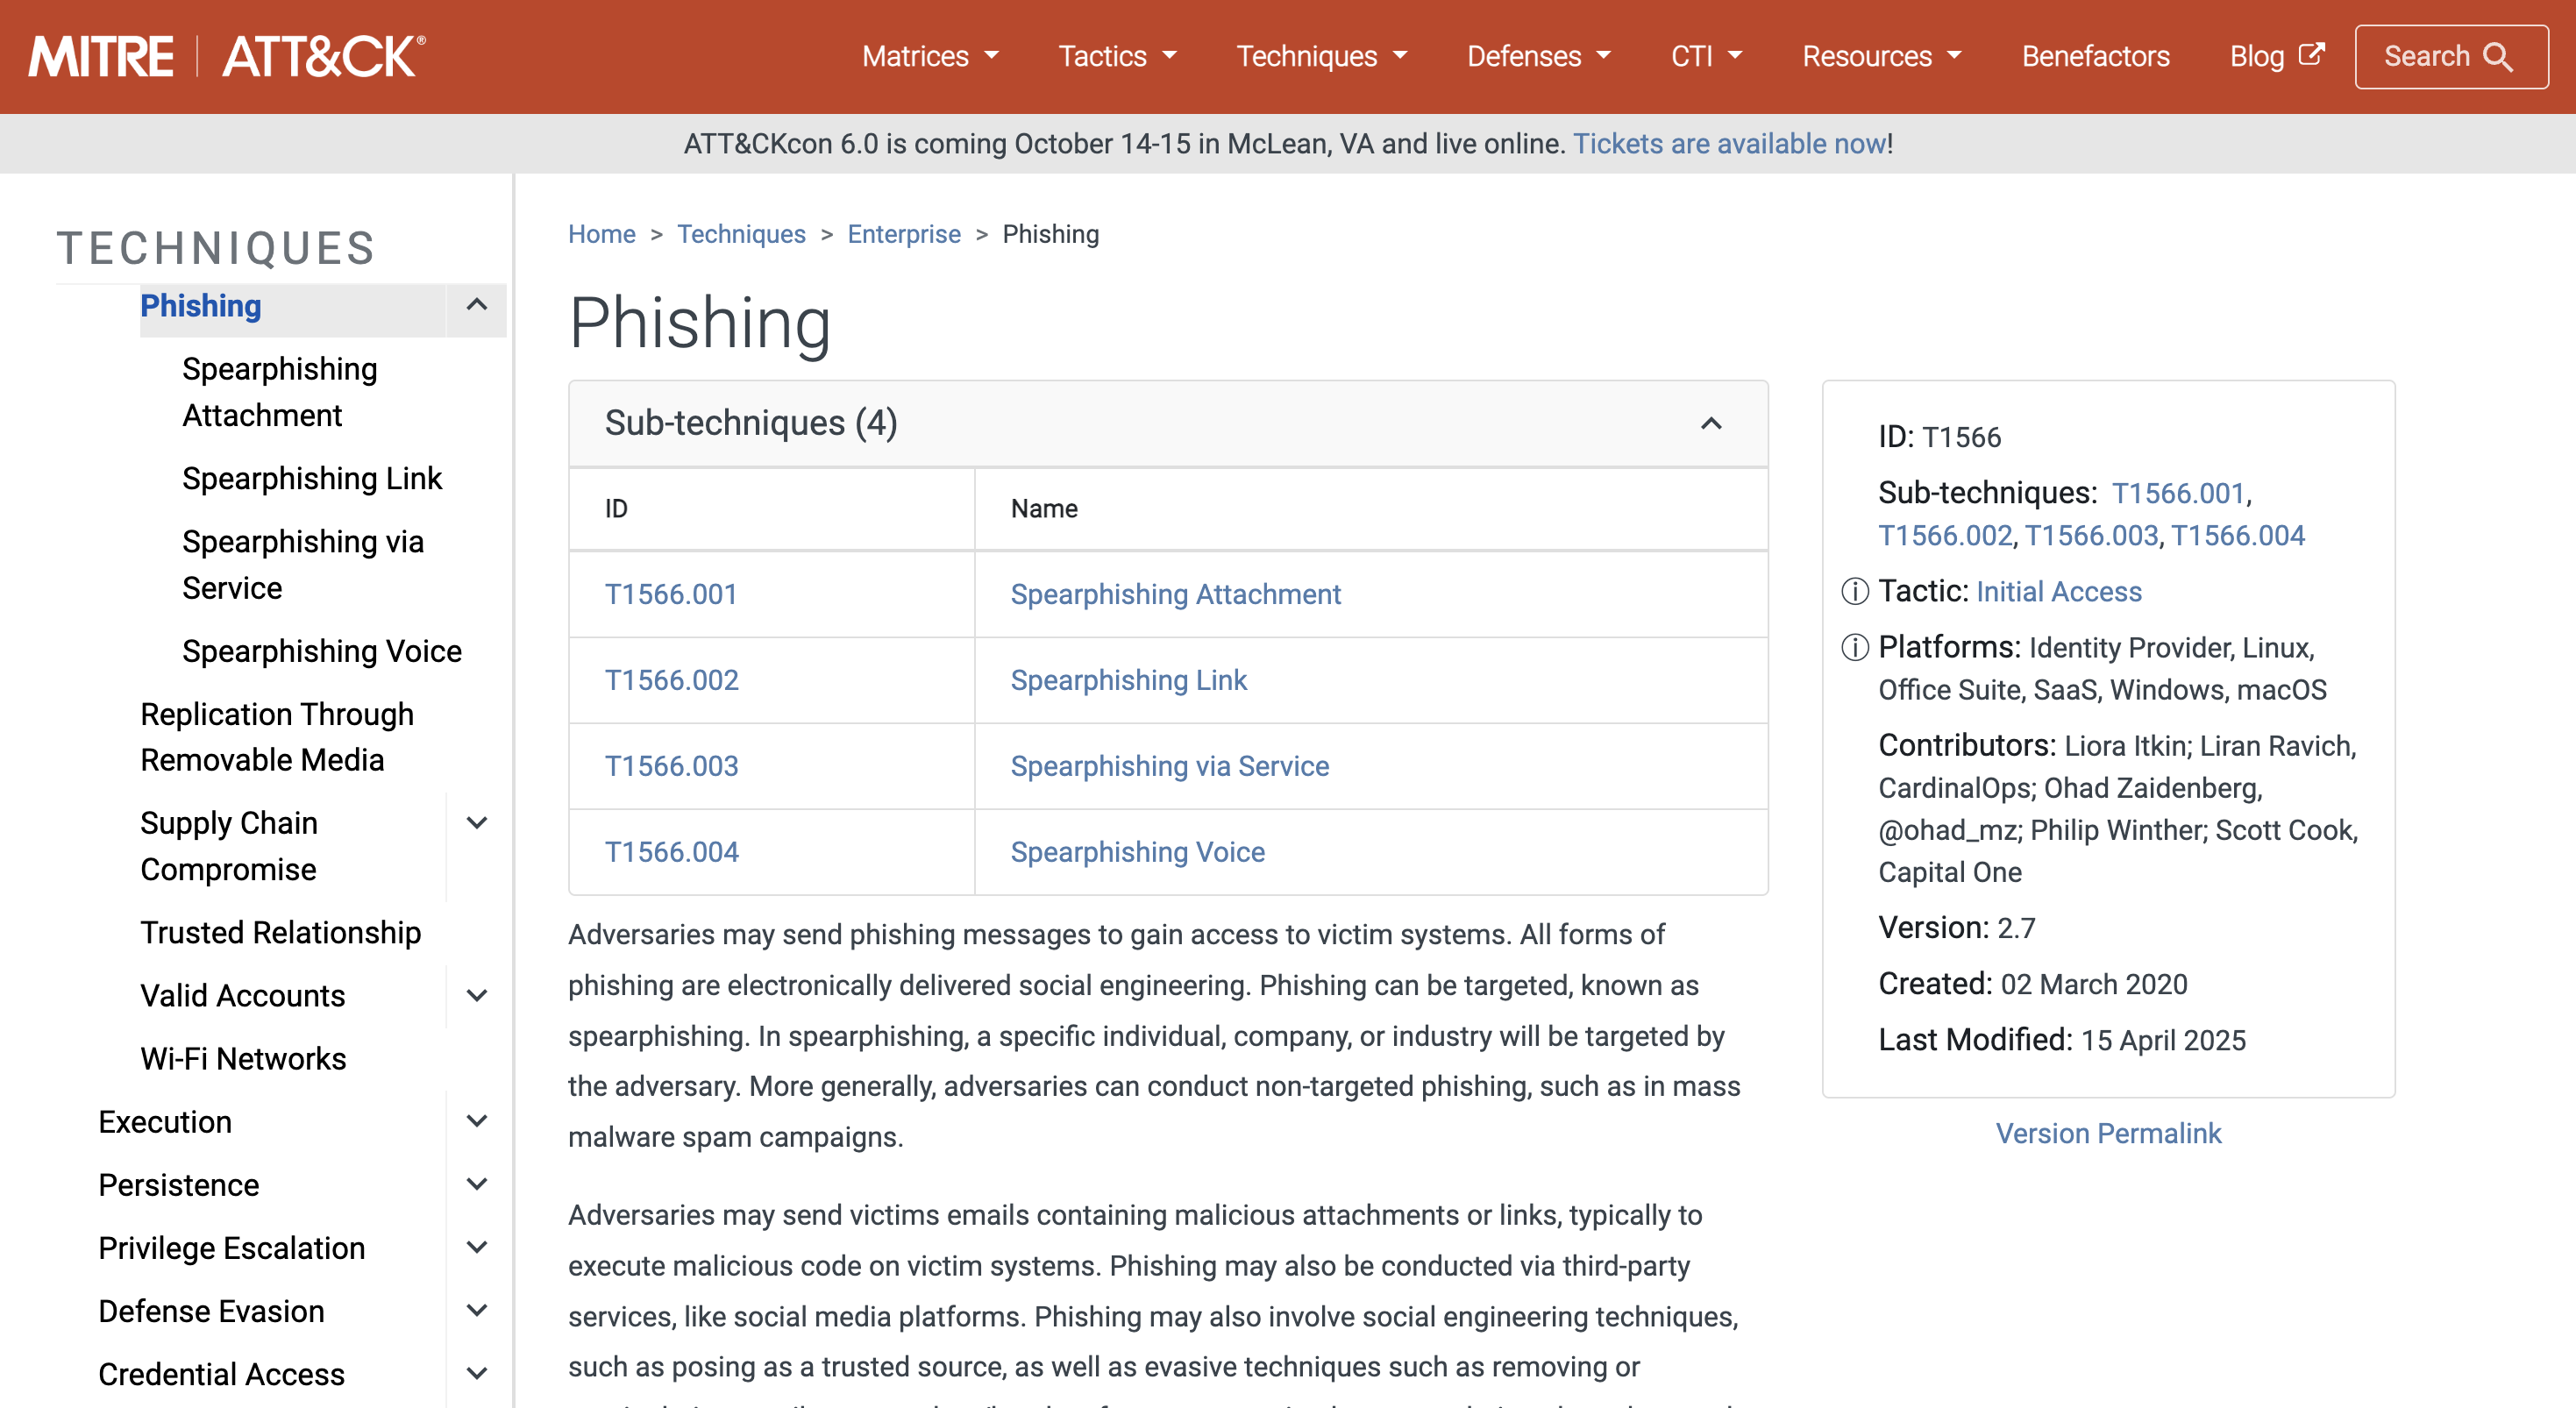 MITRE | ATT&CK®
Matrices
Tactics
Techniques
Defenses
CTI
Resources
Benefactors
Blog
Search
ATT&CKcon 6.0 is coming October 14-15 in McLean, VA and live online. Tickets are available now!
TECHNIQUES
Phishing
Spearphishing
Attachment
Spearphishing Link
Spearphishing via
Service
Spearphishing Voice
Replication Through
Removable Media
Supply Chain
Compromise
Trusted Relationship
Valid Accounts
Wi-Fi Networks
Execution
Persistence
Privilege Escalation
Defense Evasion
Credential Access
Home > Techniques > Enterprise > Phishing
Phishing
Sub-techniques (4)
ID Name
T1566.001 Spearphishing Attachment
T1566.002 Spearphishing Link
T1566.003 Spearphishing via Service
T1566.004 Spearphishing Voice
Adversaries may send phishing messages to gain access to victim systems. All forms of
phishing are electronically delivered social engineering. Phishing can be targeted, known as
spearphishing. In spearphishing, a specific individual, company, or industry will be targeted by
the adversary. More generally, adversaries can conduct non-targeted phishing, such as in mass
malware spam campaigns.
Adversaries may send victims emails containing malicious attachments or links, typically to
execute malicious code on victim systems. Phishing may also be conducted via third-party
services, like social media platforms. Phishing may also involve social engineering techniques,
such as posing as a trusted source, as well as evasive techniques such as removing or
ID: T1566
Sub-techniques: T1566.001,
T1566.002, T1566.003, T1566.004
Tactic: Initial Access
Platforms: Identity Provider, Linux,
Office Suite, SaaS, Windows, macOS
Contributors: Liora Itkin; Liran Ravich,
CardinalOps; Ohad Zaidenberg,
@ohad_mz; Philip Winther; Scott Cook,
Capital One
Version: 2.7
Created: 02 March 2020
Last Modified: 15 April 2025
Version Permalink